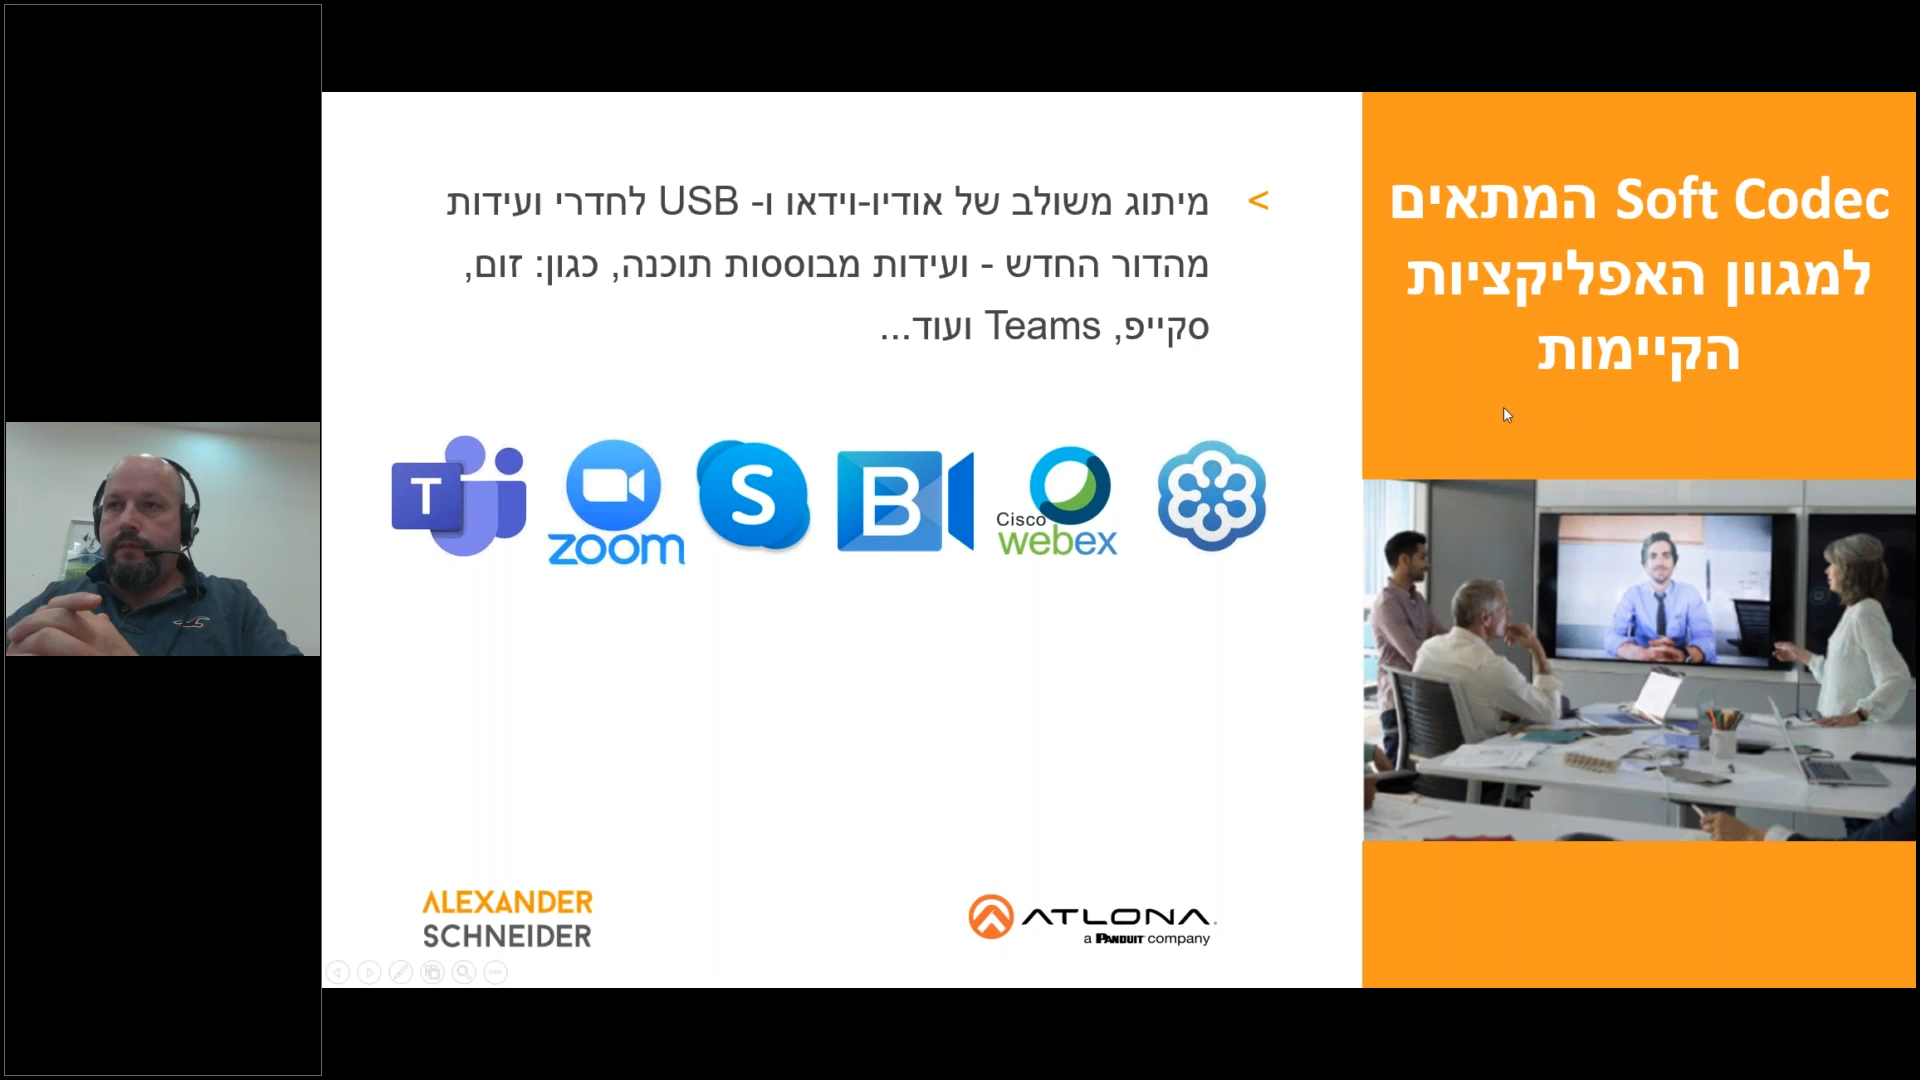 Soft Codec המתאים
למגוון האפליקציות
הקיימות
> מיתוג משולב של אודיו-וידאו ו- USB לחדרי ועידות
מהדור החדש - ועידות מבוססות תוכנה, כגון: זום,
סקייפ, Teams ועוד...
T
zoom
S
B
Cisco
webex
ALEXANDER
SCHNEIDER
ATLONA
a PANDUIT company